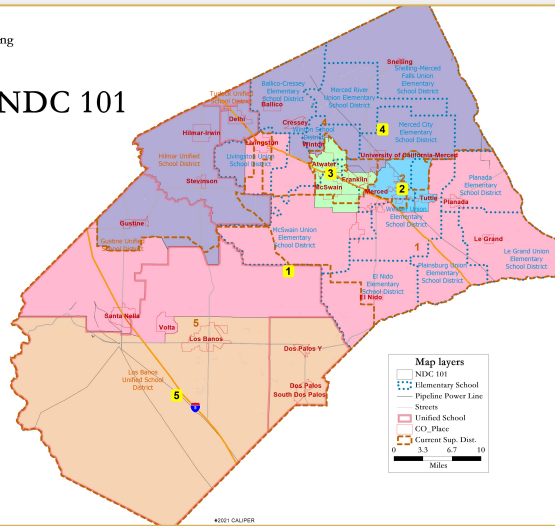 ng
NDC 101
Snelling
Snelling-Merced
Falls Union
Elementary
School District
Ballico-Cressey
Elementary
School District
Merced River
Union Elementary
School District
Turlock Unified
School District
Ballico
Delhi
Cressey
Hilmar-Irwin
4
Merced City
Elementary
School District
Winton School
District
Winton
Livingston
Livingston Union
School District
Hilmar Unified
School District
University of California-Merced
Atwater
3
Franklin
McSwain
Stevinson
2
2
Merced
Tuttle
Planada
Elementary
School District
Planada
Gustine
Gustine Unified
School District
McSwain Union
Elementary
School District
Weaver Union
Elementary
School District
Le Grand
Le Grand Union
Elementary
School District
1
1
Plainsburg Union
Elementary
School District
El Nido
Elementary
School District
El Nido
Santa Nella
Volta
5
Los Banos
Dos Palos Y
Los Banos
Unified School
District
5
Dos Palos
South Dos Palos
Map layers
NDC 101
Elementary School
Pipeline Power Line
Streets
Unified School
CO_Place
Current Sup. Dist.
0 3.3 6.7 10
Miles
©2021 CALIPER